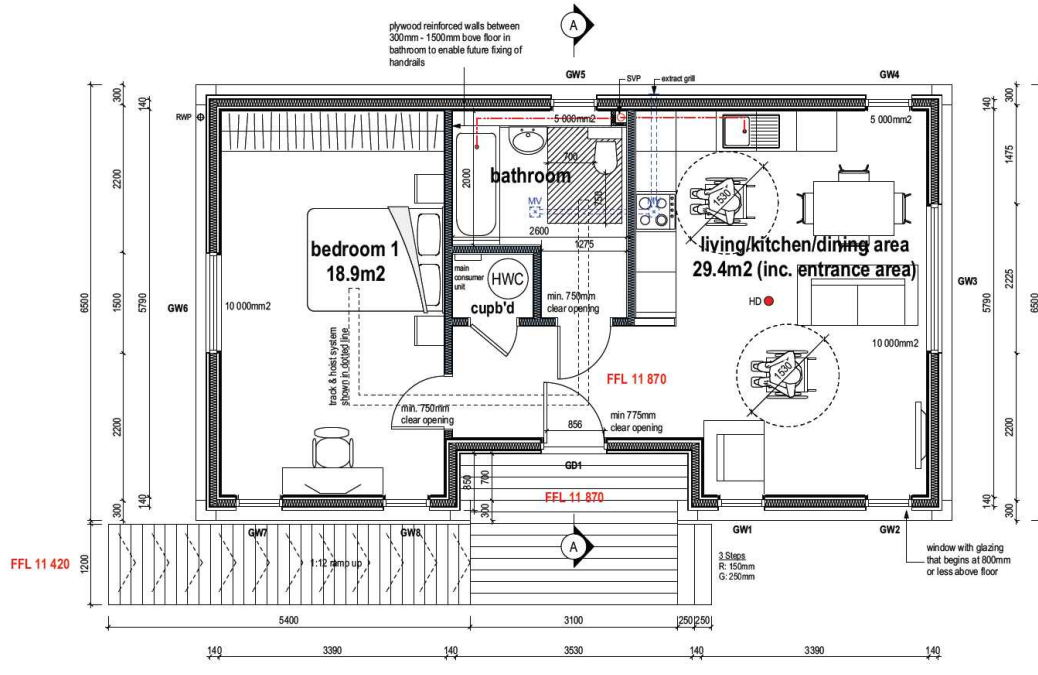 plywood reinforced walls between
300mm - 1500mm bove floor in
bathroom to enable future fixing of
handrails
A
GW5
SVP
extract grill
GW4
300
140
RWP
5 000mm2
5 000mm2
140
300
1475
2200
2000
700
750
bathroom
MV
MV
1530
2600
1275
bedroom 1
18.9m2
living/kitchen/dining area
29.4m2 (inc. entrance area)
main
consumer
unit
HWC
cupb'd
min. 750mm
clear opening
HD
GW3
GW6
10 000mm2
10 000mm2
6500
1500
5790
2225
5790
6500
track & hoist system
shown in dotted line
FFL 11 870
1530
min. 750mm
clear opening
856
min 775mm
clear opening
2200
2200
GD1
850
700
300
FFL 11 870
140
300
140
300
GW7
GW8
GW1
GW2
A
FFL 11 420
1200
1:12 ramp up
3 Steps
R: 150mm
G: 250mm
window with glazing
that begins at 800mm
or less above floor
5400
3100
250
250
140
3390
140
3530
140
3390
140